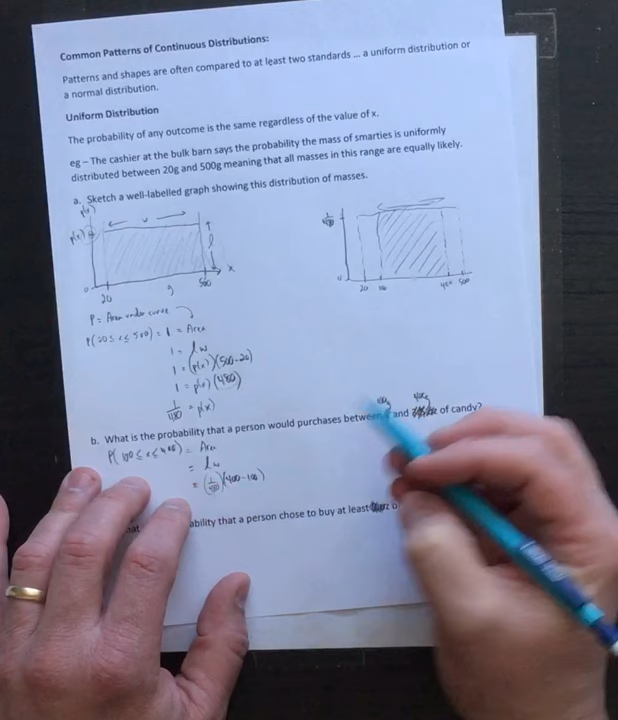 Common Patterns of Continuous Distributions:
Patterns and shapes are often compared to at least two standards ... a uniform distribution or
a normal distribution.
Uniform Distribution
The probability of any outcome is the same regardless of the value of x.
eg – The cashier at the bulk barn says the probability the mass of smarties is uniformly
distributed between 20g and 500g meaning that all masses in this range are equally likely.
a. Sketch a well-labelled graph showing this distribution of masses.
p(x)
p(x)
w
l
0
x
20
g
500
1/480
0
20
100
400
500
P = Area under curve
P(20 ≤ x ≤ 500) = 1 = Area
1 = lw
1 = (p(x))(500-20)
1 = p(x) (480)
1/480 = p(x)
100g
400g
b. What is the probability that a person would purchases between and of candy?
P(100 ≤ x ≤ 400) = Area
= lw
= (1/480)(400-100)
ability that a person chose to buy at least